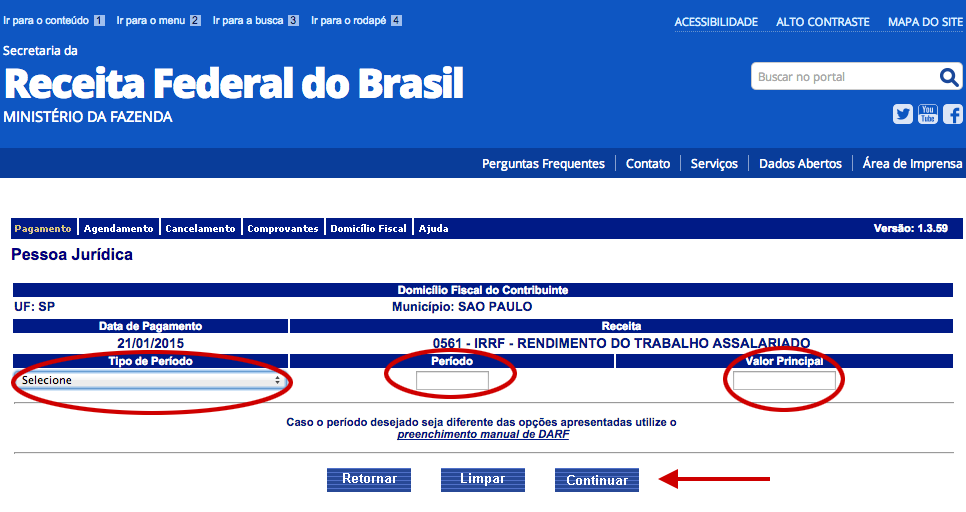 Ir para o conteúdo 1 Ir para o menu 2 Ir para a busca 3 Ir para o rodapé 4 ACESSIBILIDADE ALTO CONTRASTE MAPA DO SITE
Secretaria da
Receita Federal do Brasil
MINISTÉRIO DA FAZENDA
Buscar no portal
You Tube
Perguntas Frequentes Contato Serviços Dados Abertos Área de Imprensa
Pagamento Agendamento Cancelamento Comprovantes Domicílio Fiscal Ajuda Versão: 1.3.59
Pessoa Jurídica
Domicílio Fiscal do Contribuinte
UF: SP Município: SAO PAULO
Data de Pagamento Receita
21/01/2015 0561 - IRRF - RENDIMENTO DO TRABALHO ASSALARIADO
Tipo de Período Período Valor Principal
Selecione
Caso o período desejado seja diferente das opções apresentadas utilize o
preenchimento manual de DARF
Retornar Limpar Continuar